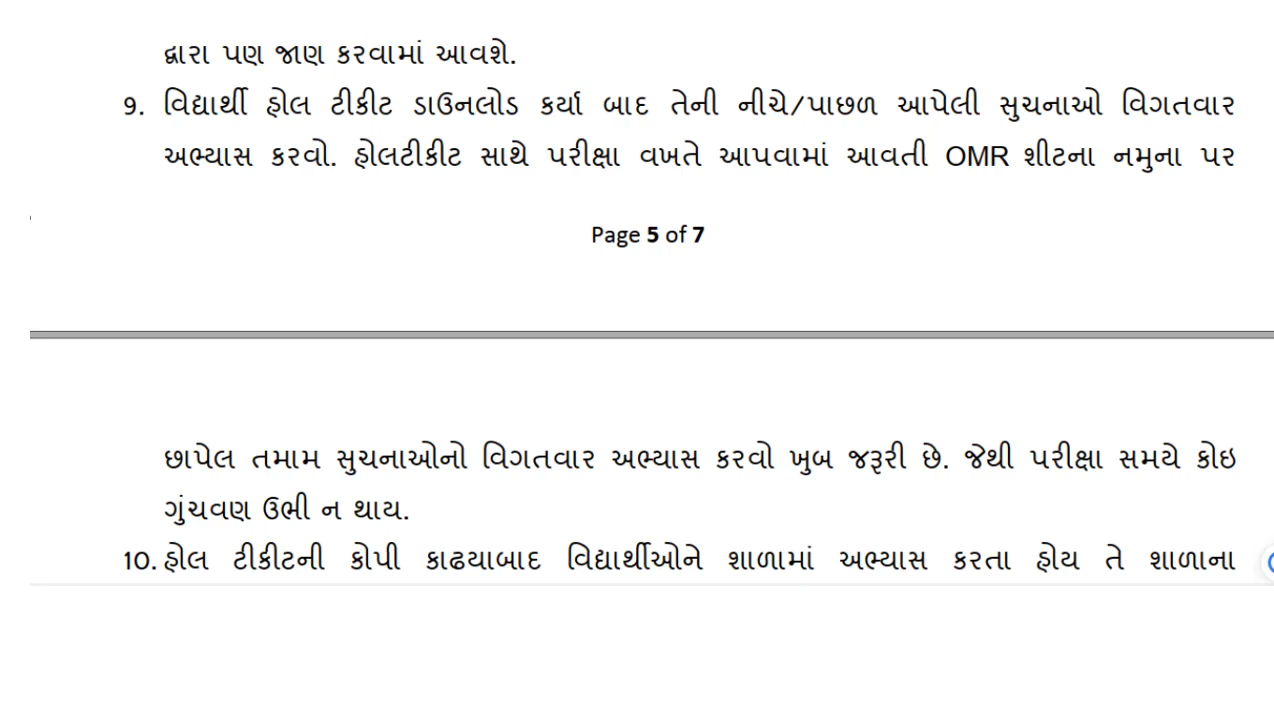 દ્વારા પણ જાણ કરવામાં આવશે.
9. વિદ્યાર્થી હોલ ટીકીટ ડાઉનલોડ કર્યા બાદ તેની નીચે/પાછળ આપેલી સુચનાઓ વિગતવાર
અભ્યાસ કરવો. હોલટીકીટ સાથે પરીક્ષા વખતે આપવામાં આવતી OMR શીટના નમુના પર
Page 5 of 7
છાપેલ તમામ સુચનાઓનો વિગતવાર અભ્યાસ કરવો ખુબ જરૂરી છે. જેથી પરીક્ષા સમયે કોઇ
ગુંચવણ ઉભી ન થાય.
10. હોલ ટીકીટની કોપી કાઢયાબાદ વિદ્યાર્થીઓને શાળામાં અભ્યાસ કરતા હોય તે શાળાના